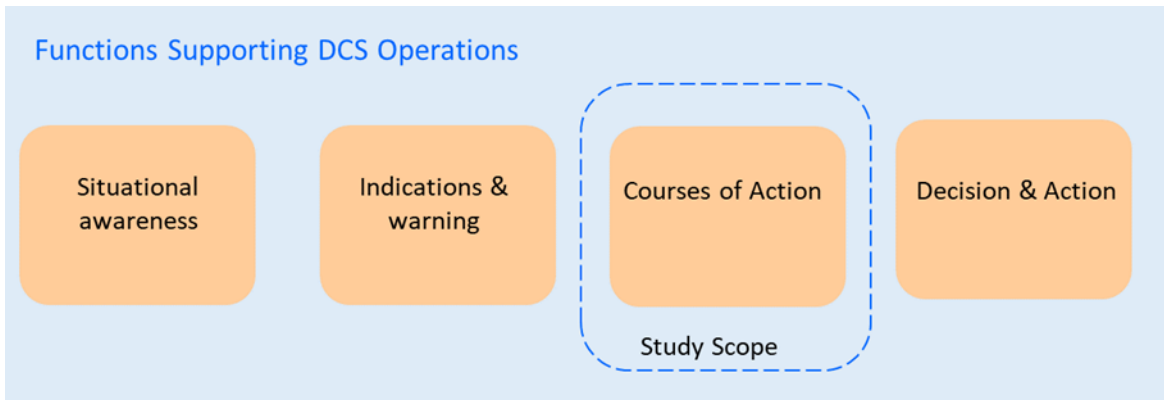 Functions Supporting DCS Operations
Situational
awareness
Indications &
warning
Courses of Action
Decision & Action
Study Scope